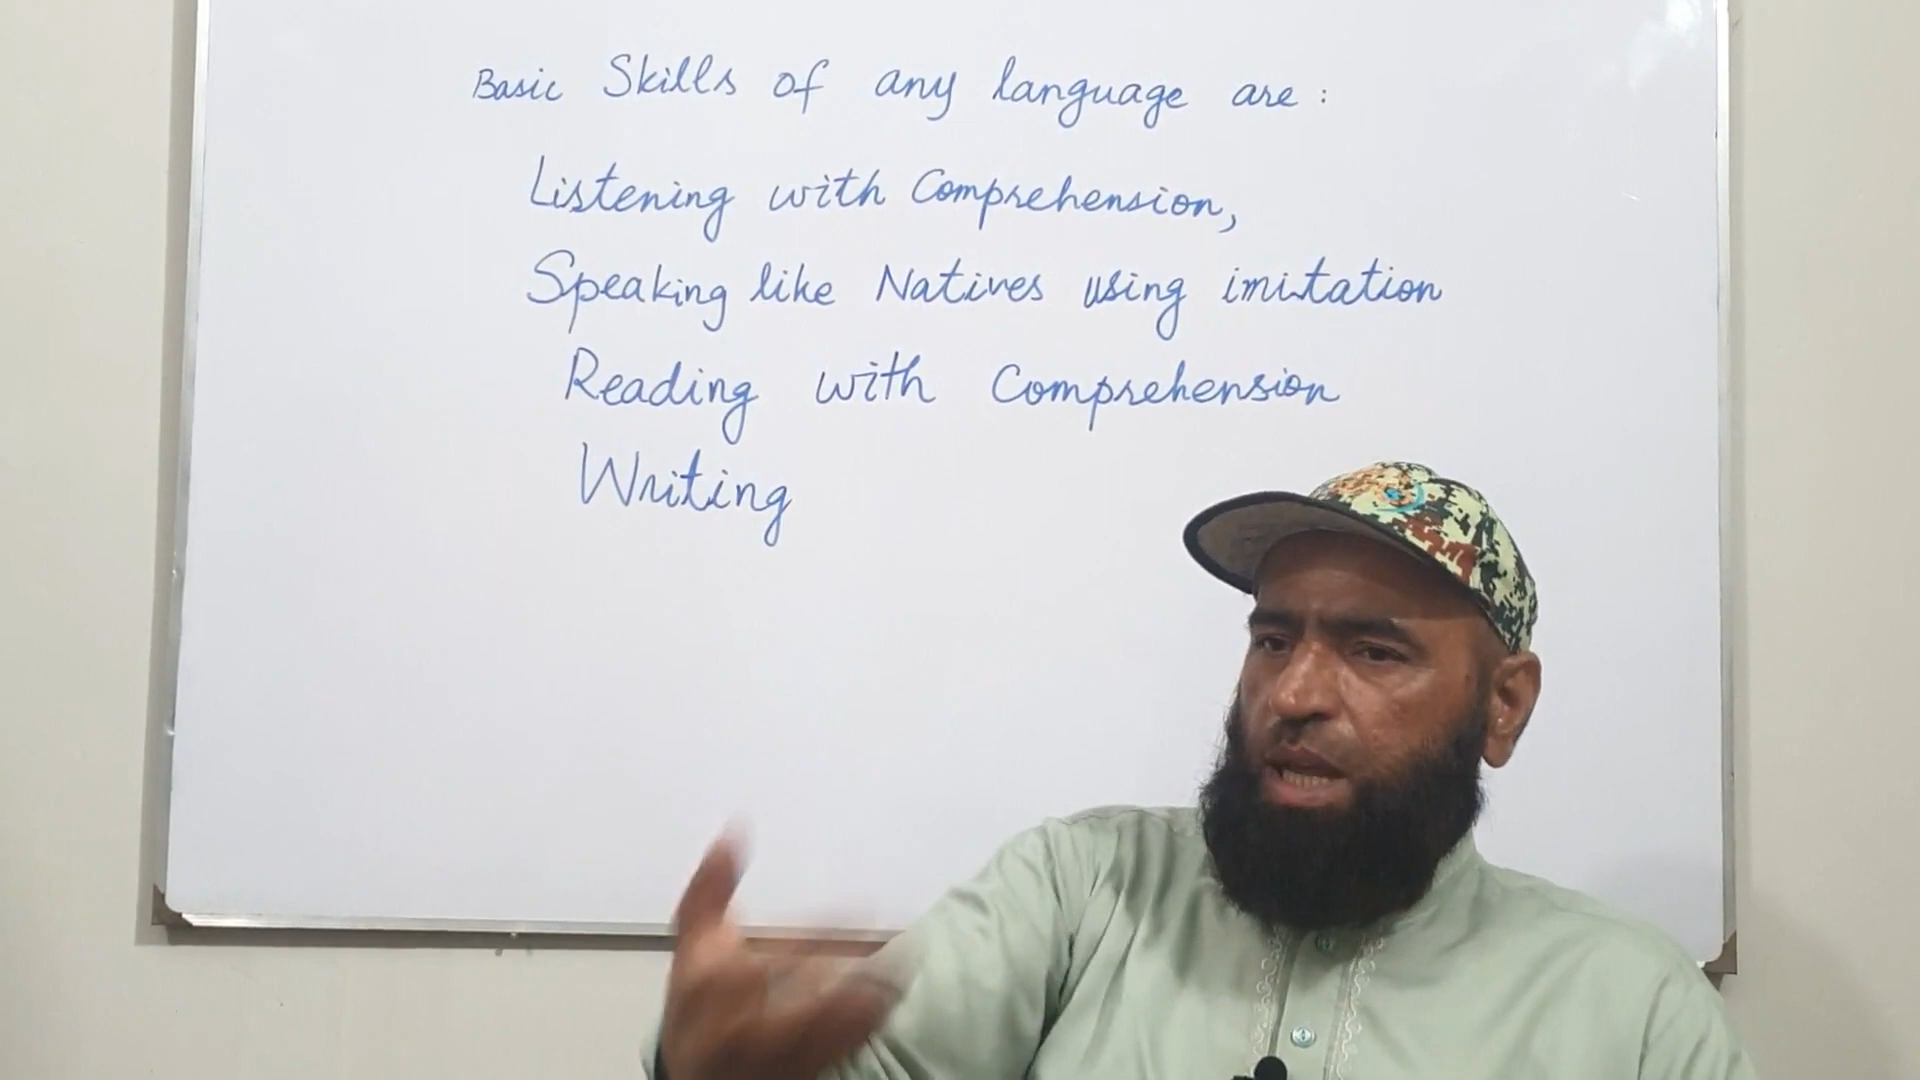 Basic Skills of any language are:
Listening with Comprehension,
Speaking like Natives using imitation
Reading with Comprehension
Writing